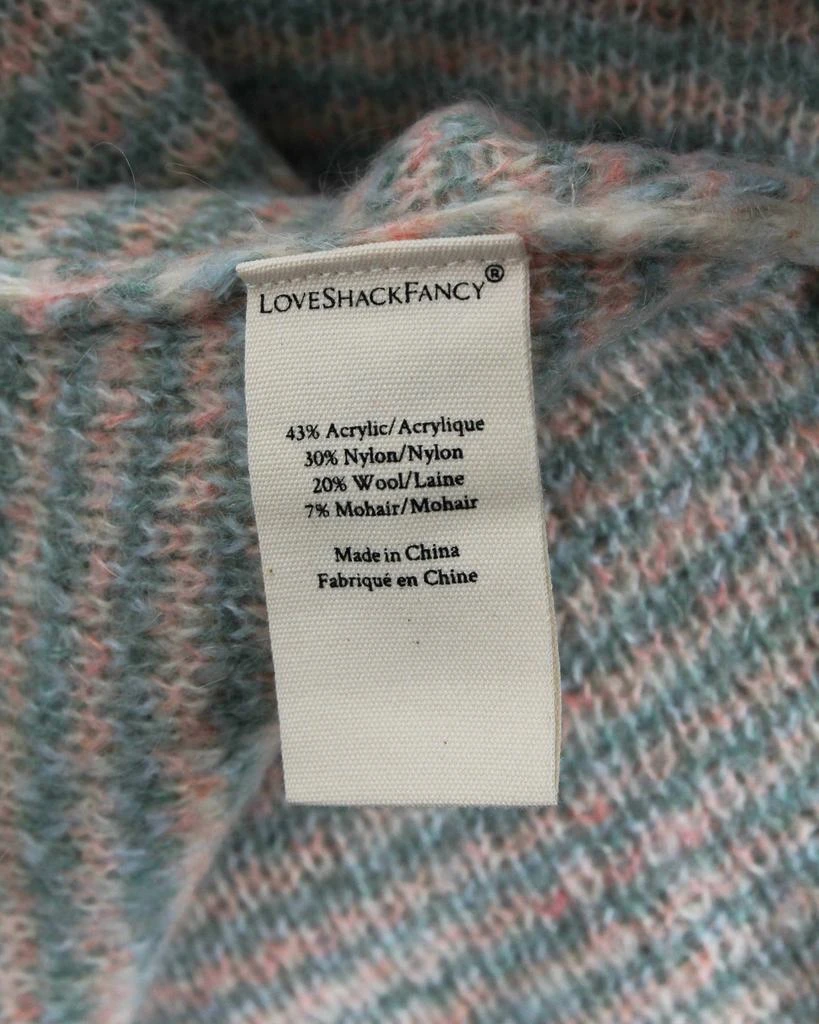 LOVESHACKFANCY®
43% Acrylic/Acrylique
30% Nylon/Nylon
20% Wool/Laine
7% Mohair/Mohair
Made in China
Fabriqué en Chine